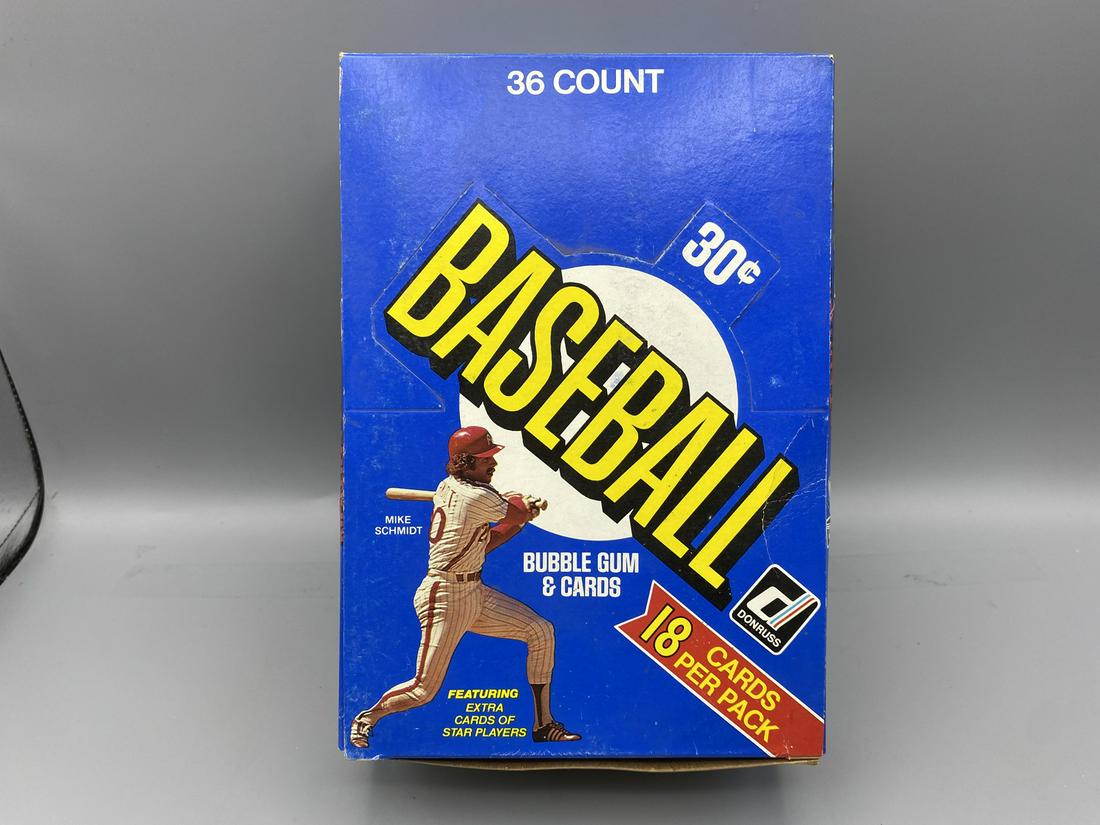 36 COUNT
30¢
BASEBALL
MIKE
SCHMIDT
BUBBLE GUM
& CARDS
DONRUSS
18 CARDS
PER PACK
FEATURING
EXTRA
CARDS OF
STAR PLAYERS